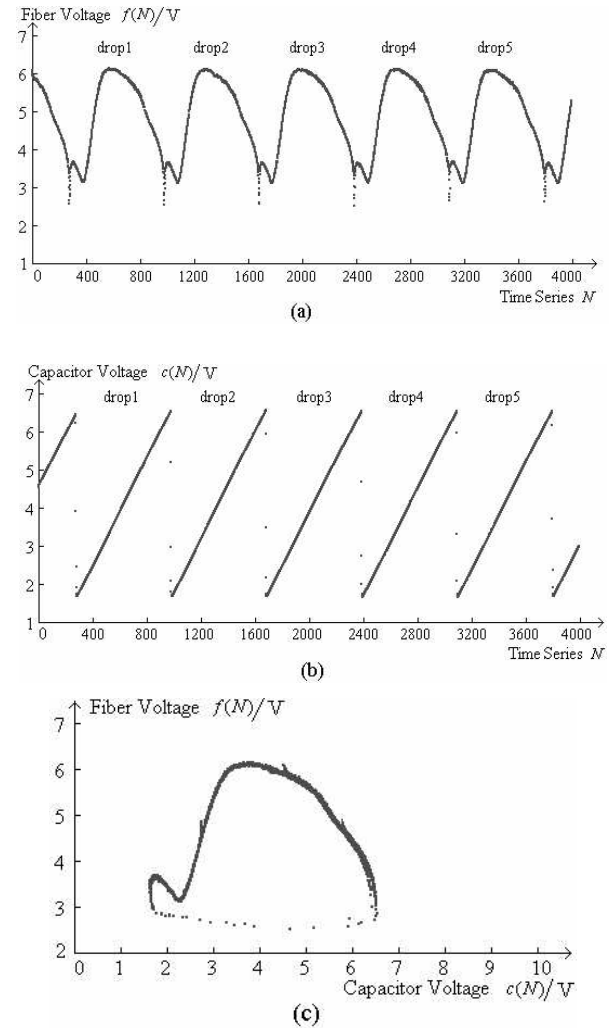 Fiber Voltage f(N)/V
drop1 drop2 drop3 drop4 drop5
7
6
5
4
3
2
1
0 400 800 1200 1600 2000 2400 2800 3200 3600 4000
Time Series N
(a)
Capacitor Voltage c(N)/V
drop1 drop2 drop3 drop4 drop5
7
6
5
4
3
2
1
0 400 800 1200 1600 2000 2400 2800 3200 3600 4000
Time Series N
(b)
Fiber Voltage f(N)/V
7
6
5
4
3
2
0 1 2 3 4 5 6 7 8 9 10
Capacitor Voltage c(N)/V
(c)